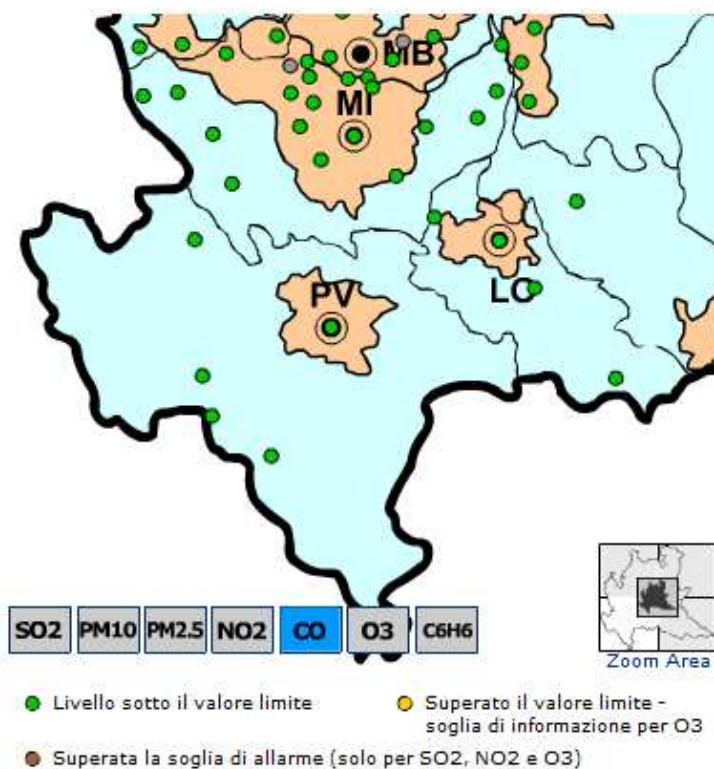 MB
MI
PV
LO
SO2 PM10 PM2.5 NO2 CO O3 C6H6
Zoom Area
Livello sotto il valore limite
Superato il valore limite -
soglia di informazione per O3
Superata la soglia di allarme (solo per SO2, NO2 e O3)